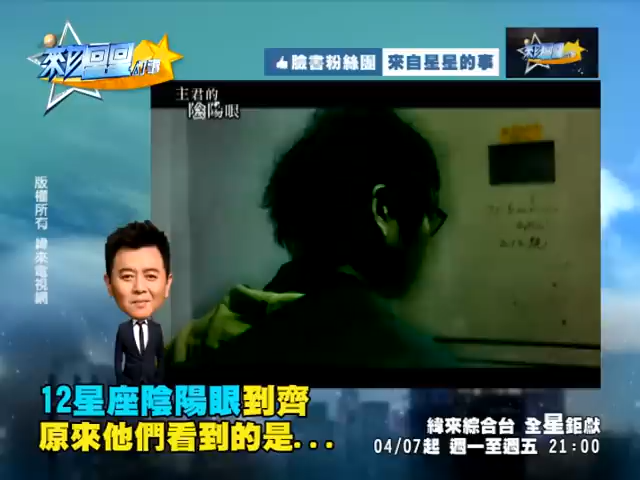 來自星星的事
臉書粉絲團 來自星星的事
主君的
陰陽眼
版權所有 緯來電視網
12星座陰陽眼到齊
原來他們看到的是...
緯來綜合台 全星鉅獻
04/07起 週一至週五 21:00